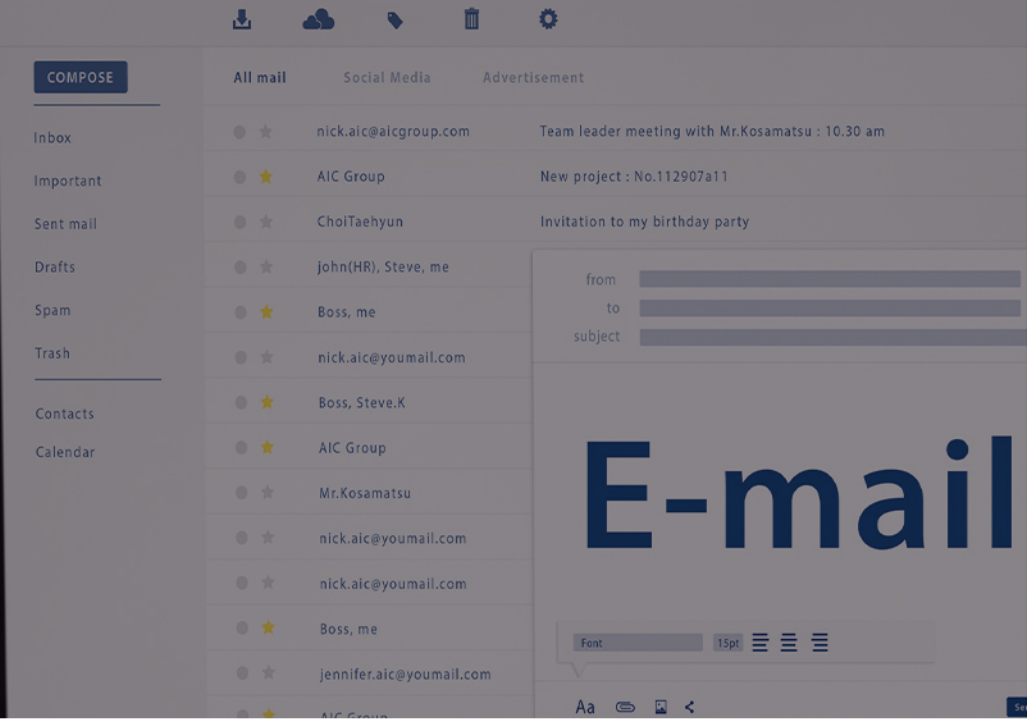 COMPOSE
All mail Social Media Advertisement
Inbox
Important
Sent mail
Drafts
Spam
Trash
Contacts
Calendar
nick.aic@aicgroup.com Team leader meeting with Mr.Kosamatsu : 10.30 am
AIC Group New project : No.112907a11
ChoiTaehyun Invitation to my birthday party
john(HR), Steve, me
Boss, me
nick.aic@youmail.com
Boss, Steve.K
AIC Group
Mr.Kosamatsu
nick.aic@youmail.com
nick.aic@youmail.com
Boss, me
jennifer.aic@youmail.com
AIC Group
from
to
subject
E-mail
Font 15pt
Aa